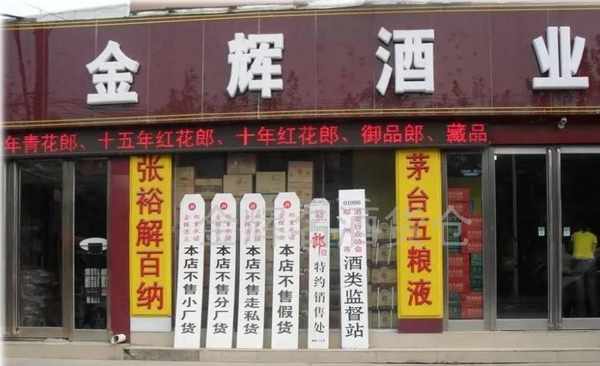 金辉酒业
年青花郎、十五年红花郎、十年红花郎、御品郎、藏品
张裕解百纳
本店不售小厂货
本店不售分厂货
本店不售走私货
本店不售假货
郎
特约销售处
01006
酒类监督站
茅台五粮液